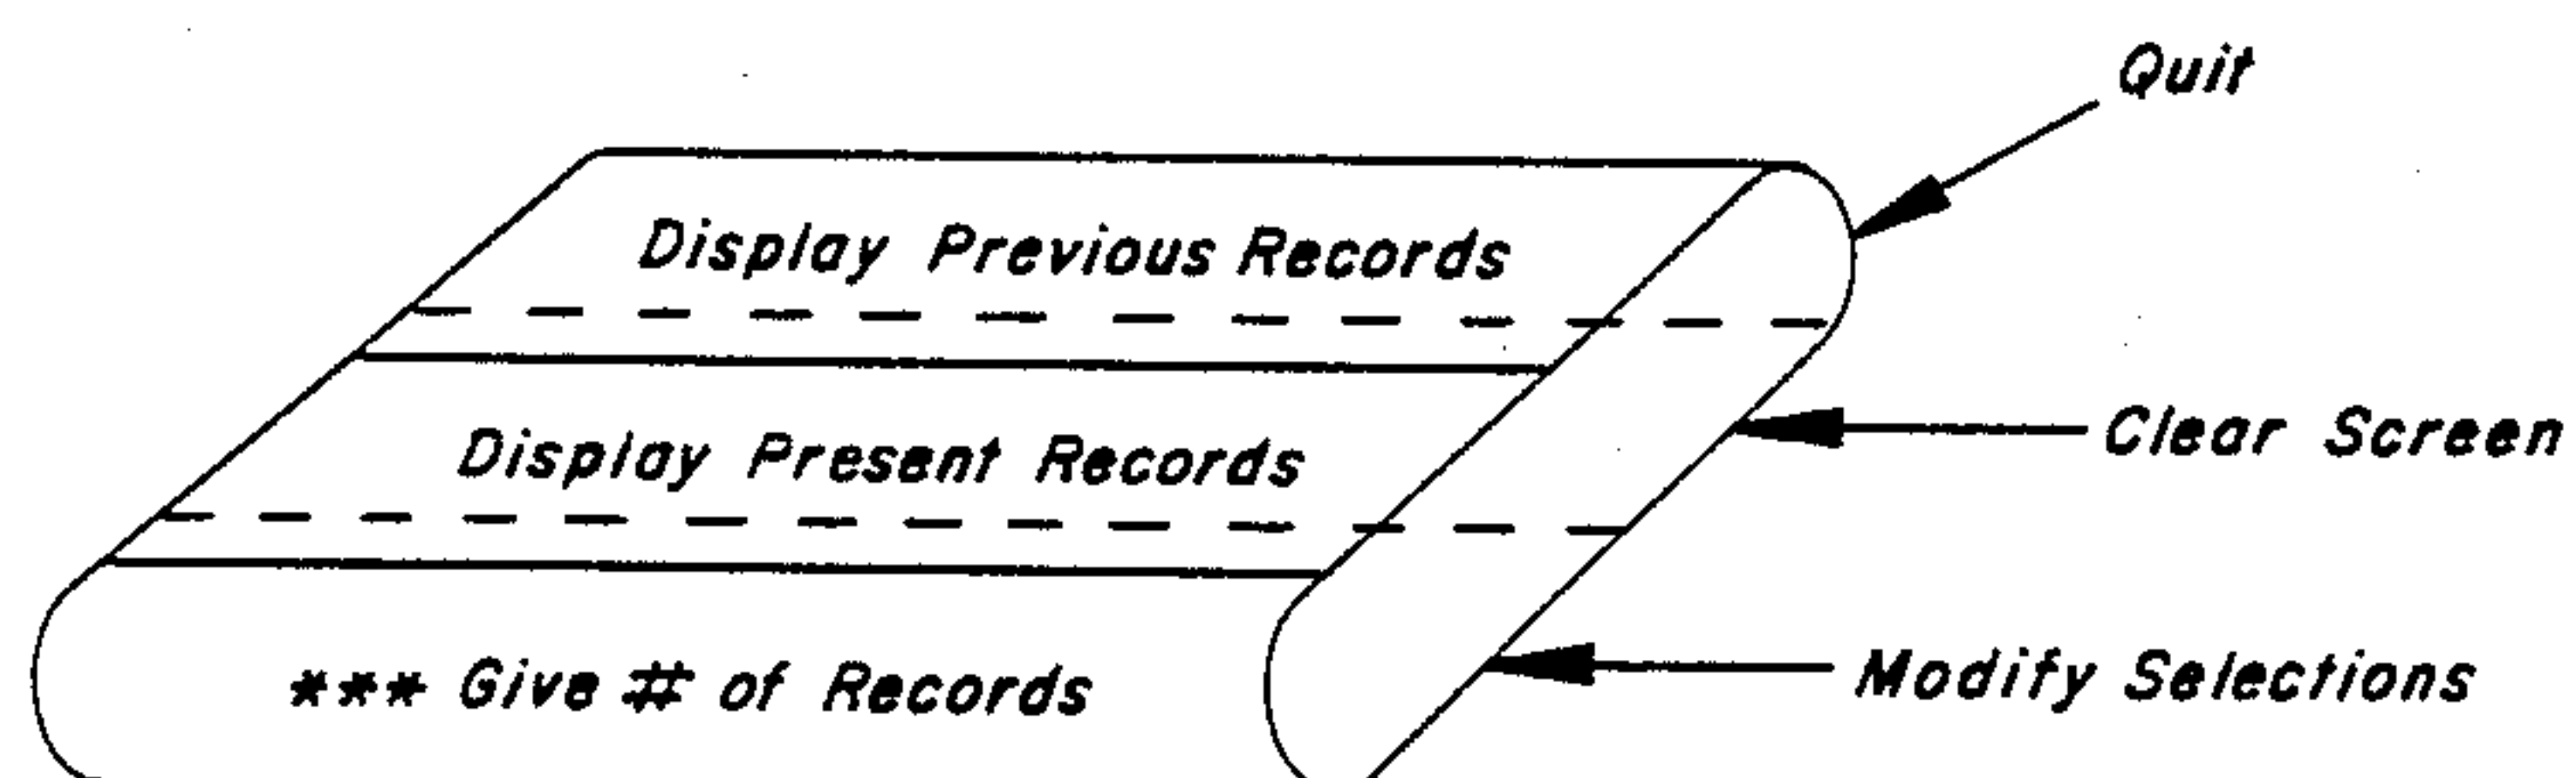 Quit
Display Previous Records
Clear Screen
Display Present Records
Modify Selections
*** Give # of Records